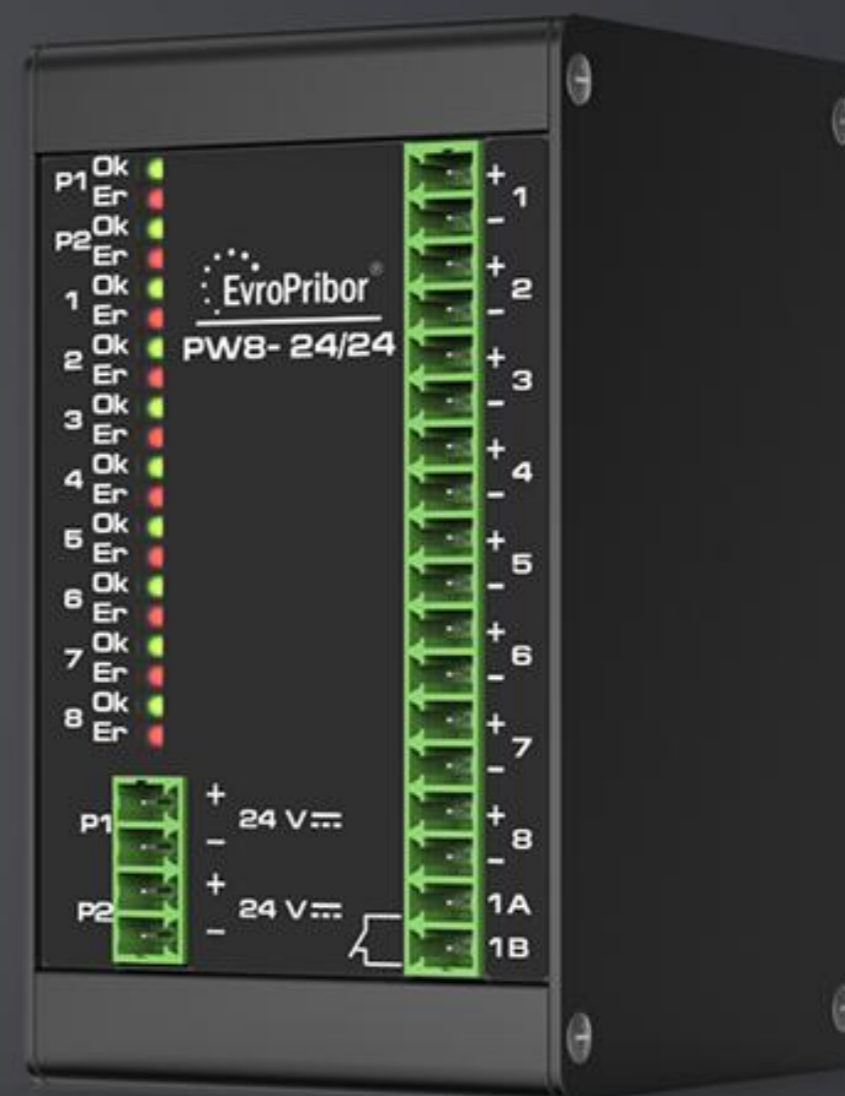 P1 Ok
Er
P2 Ok
Er
1 Ok
Er
2 Ok
Er
3 Ok
Er
4 Ok
Er
5 Ok
Er
6 Ok
Er
7 Ok
Er
8 Ok
Er
EvroPribor®
PW8- 24/24
P1 + 24 V
−
P2 + 24 V
−
+ 1
−
+ 2
−
+ 3
−
+ 4
−
+ 5
−
+ 6
−
+ 7
−
+ 8
−
1A
1B